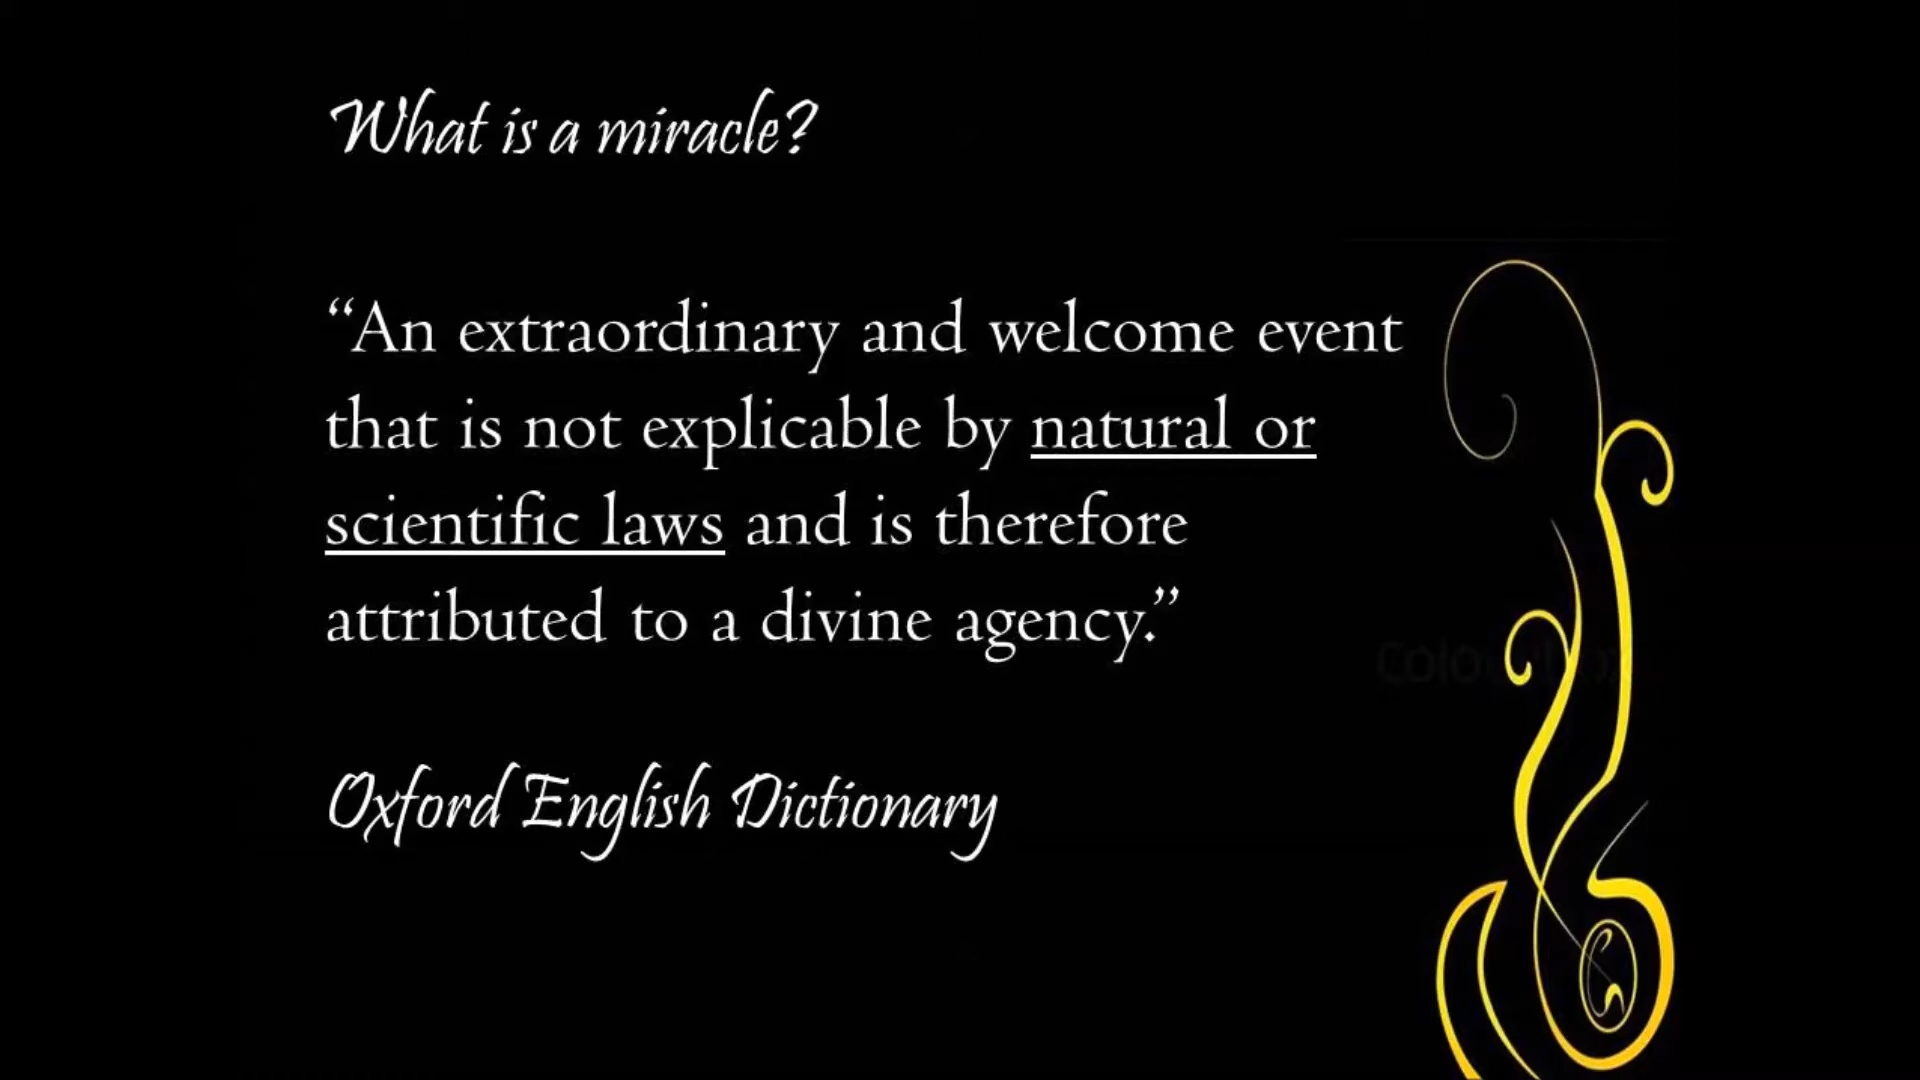 What is a miracle?
“An extraordinary and welcome event
that is not explicable by natural or
scientific laws and is therefore
attributed to a divine agency.”
Oxford English Dictionary